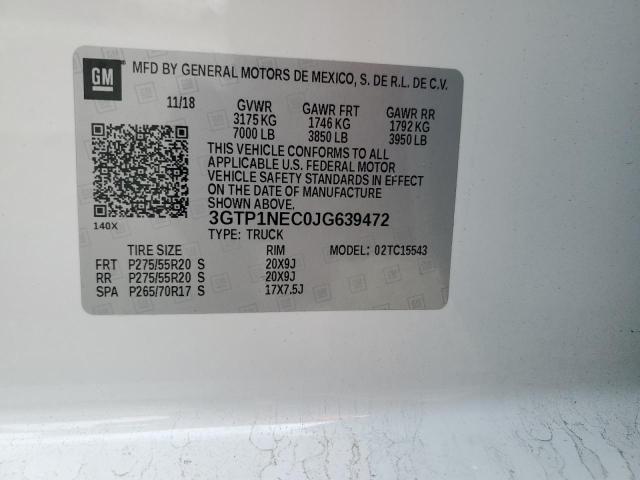 GM MFD BY GENERAL MOTORS DE MEXICO, S. DE R.L. DE C.V.
11/18 GVWR GAWR FRT GAWR RR
3175 KG 1746 KG 1792 KG
7000 LB 3850 LB 3950 LB
THIS VEHICLE CONFORMS TO ALL
APPLICABLE U.S. FEDERAL MOTOR
VEHICLE SAFETY STANDARDS IN EFFECT
ON THE DATE OF MANUFACTURE
SHOWN ABOVE.
140X 3GTP1NEC0JG639472
TYPE: TRUCK
TIRE SIZE RIM MODEL: 02TC15543
FRT P275/55R20 S 20X9J
RR P275/55R20 S 20X9J
SPA P265/70R17 S 17X7.5J